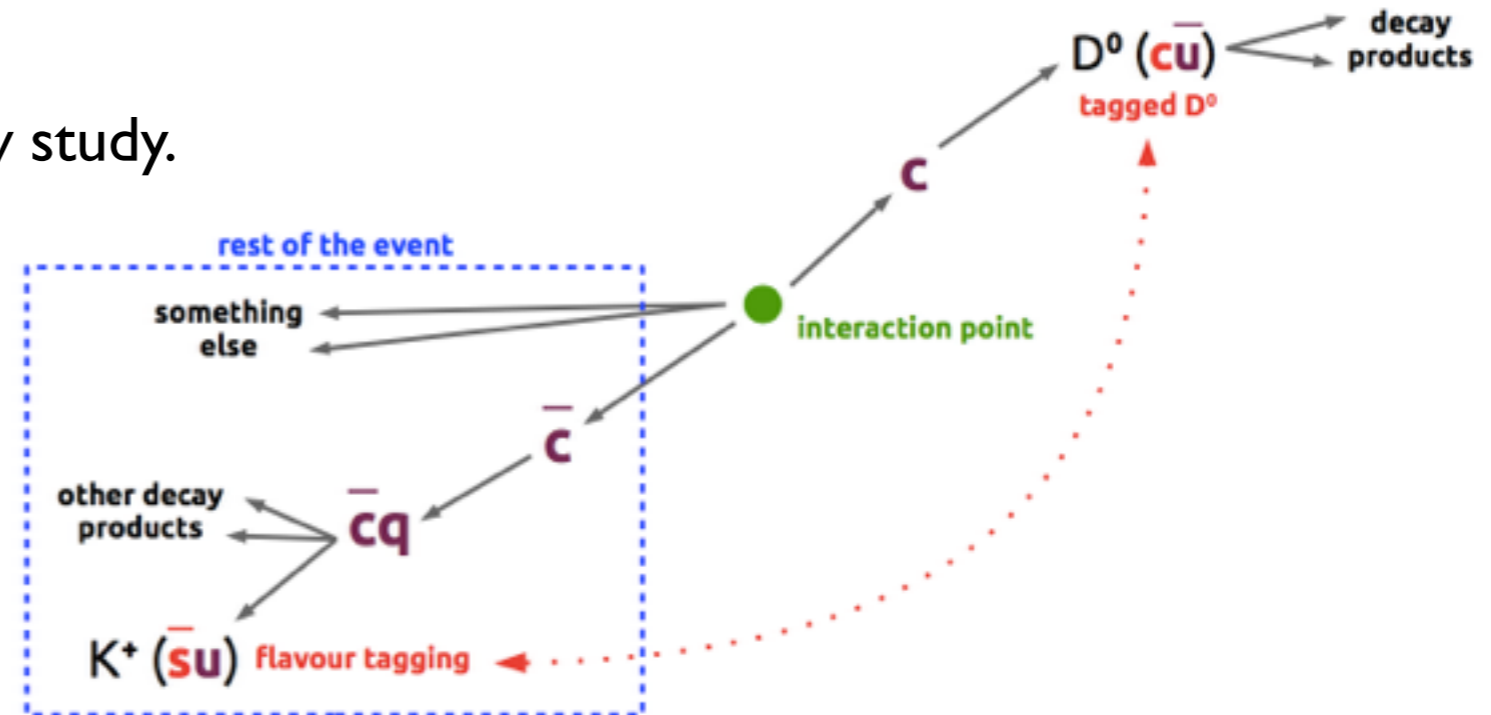 decay
products
D⁰ (cū)
tagged D⁰
study.
c
rest of the event
something
else
interaction point
c̄
other decay
products
c̄q
K⁺ (s̄u) flavour tagging